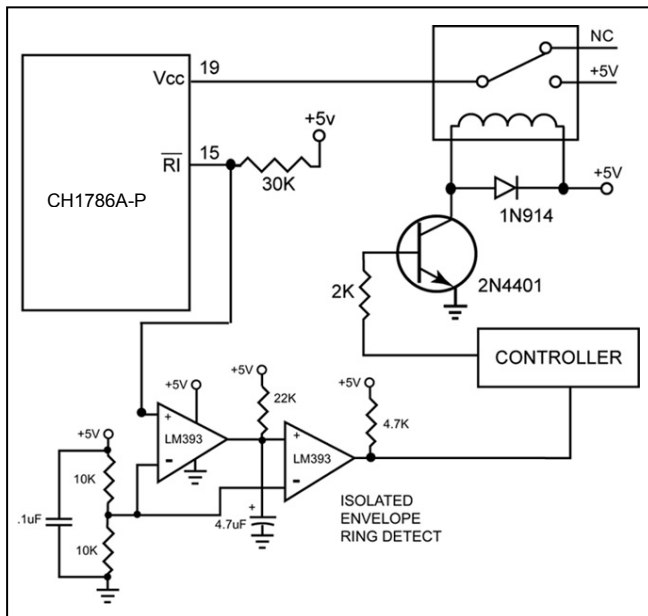 NC
19
Vcc
+5V
+5v
15
RI
30K
+5V
CH1786A-P
1N914
2N4401
2K
CONTROLLER
+5V
+5V
+5V
22K
4.7K
+
LM393
-
+
LM393
-
+5V
10K
.1uF
10K
+
4.7uF
ISOLATED
ENVELOPE
RING DETECT